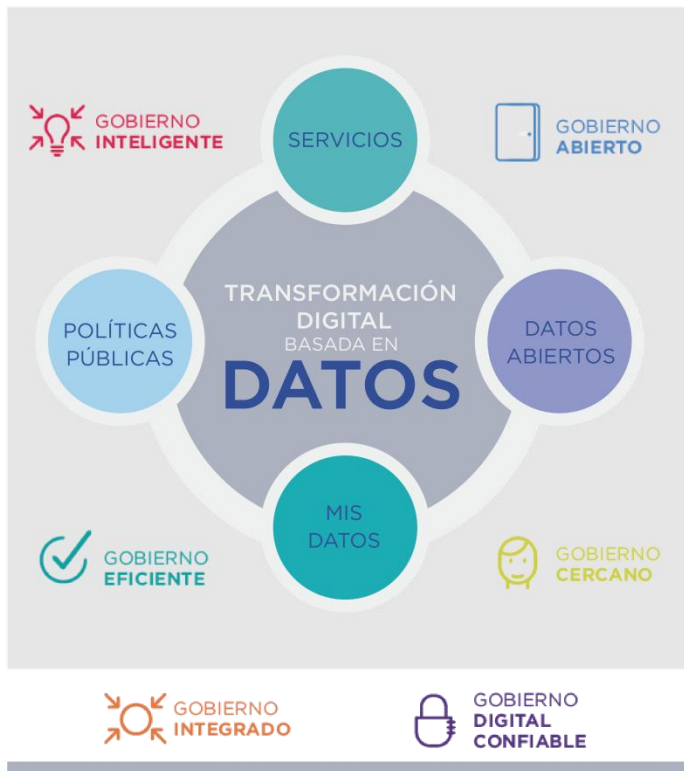 GOBIERNO
INTELIGENTE
SERVICIOS
GOBIERNO
ABIERTO
TRANSFORMACIÓN
DIGITAL
BASADA EN
DATOS
POLÍTICAS
PÚBLICAS
DATOS
ABIERTOS
MIS
DATOS
GOBIERNO
EFICIENTE
GOBIERNO
CERCANO
GOBIERNO
INTEGRADO
GOBIERNO
DIGITAL
CONFIABLE